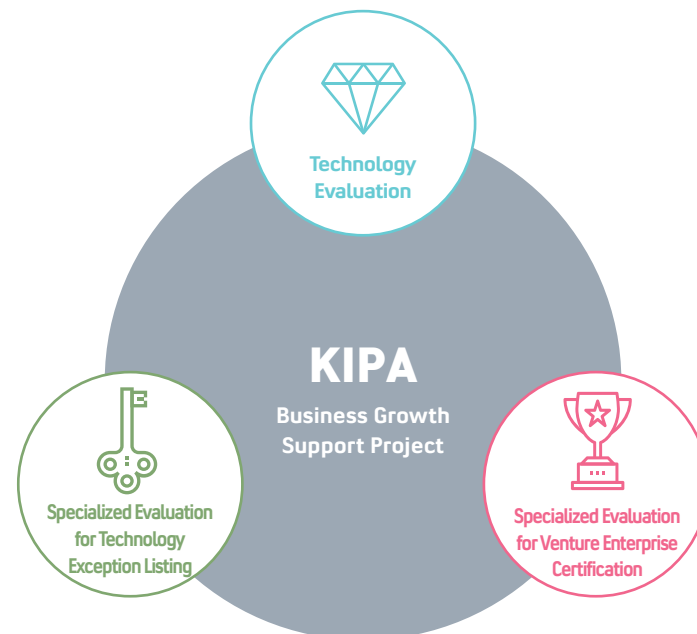 Technology
Evaluation
KIPA
Business Growth
Support Project
Specialized Evaluation
for Technology
Exception Listing
Specialized Evaluation
for Venture Enterprise
Certification